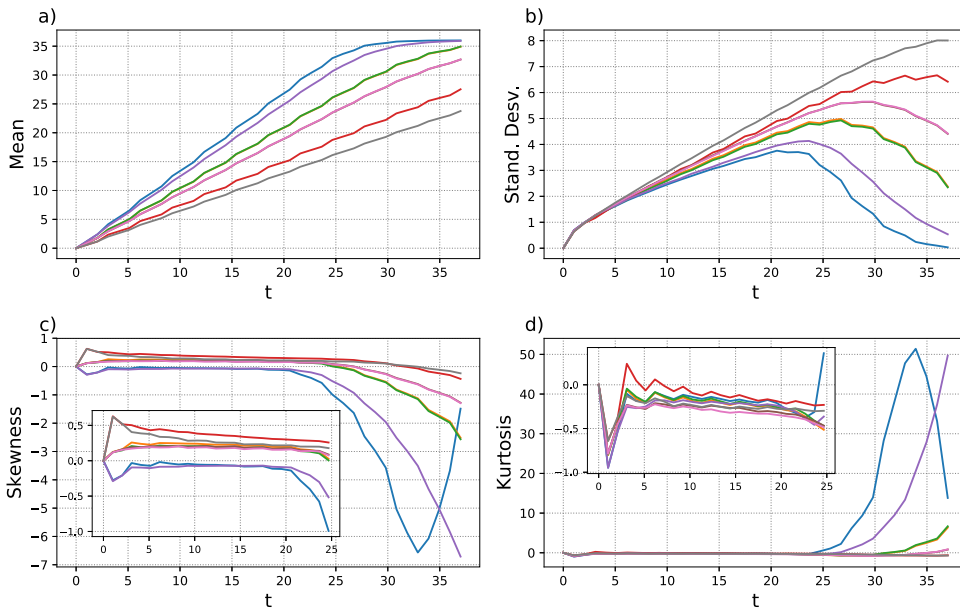 a)
Mean
35
30
25
20
15
10
5
0
0 5 10 15 20 25 30 35
t
b)
Stand. Desv.
8
7
6
5
4
3
2
1
0
0 5 10 15 20 25 30 35
t
c)
Skewness
1
0
−1
−2
−3
−4
−5
−6
−7
0.5
0.0
−0.5
−1.0
0 5 10 15 20 25
0 5 10 15 20 25 30 35
t
d)
Kurtosis
50
40
30
20
10
0
0.0
−0.5
−1.0
0 5 10 15 20 25
0 5 10 15 20 25 30 35
t